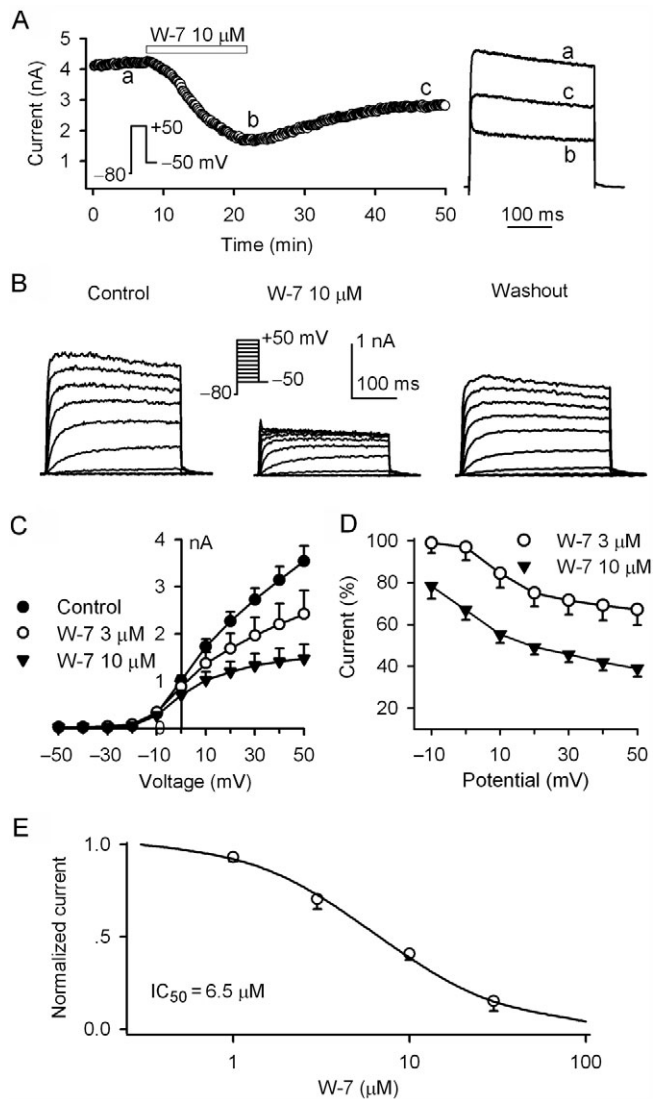 A
W-7 10 µM
5
4
3
2
1
Current (nA)
a
b
c
+50
−50 mV
−80
0 10 20 30 40 50
Time (min)
a
c
b
100 ms
B
Control
W-7 10 µM
Washout
+50 mV
−50
−80
1 nA
100 ms
C
nA
4
3
2
1
0
Control
W-7 3 µM
W-7 10 µM
−50 −30 −10 10 30 50
Voltage (mV)
D
W-7 3 µM
W-7 10 µM
100
80
60
40
20
Current (%)
−10 0 10 20 30 40 50
Potential (mV)
E
1.0
.5
0.0
Normalized current
IC50 = 6.5 µM
1 10 100
W-7 (µM)